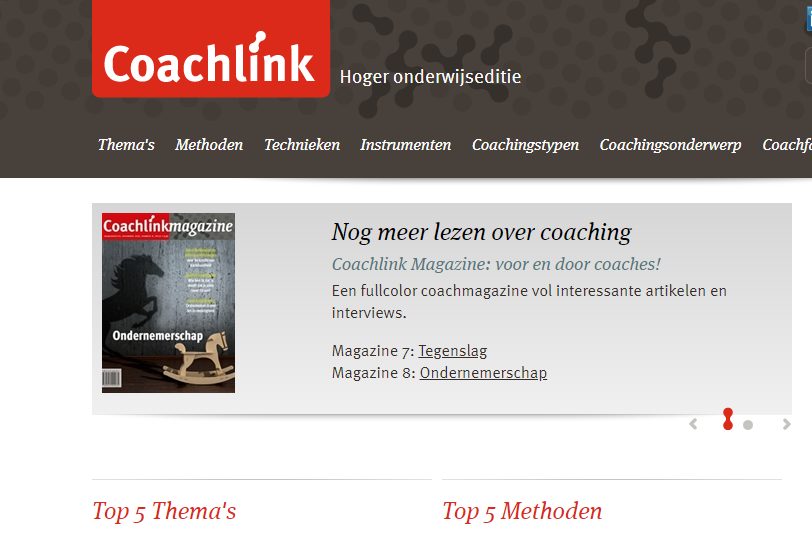 Coachlink
Hoger onderwijseditie
Thema's Methoden Technieken Instrumenten Coachingstypen Coachingsonderwerp Coachfo
Coachlinkmagazine
Ondernemerschap
Nog meer lezen over coaching
Coachlink Magazine: voor en door coaches!
Een fullcolor coachmagazine vol interessante artikelen en
interviews.
Magazine 7: Tegenslag
Magazine 8: Ondernemerschap
Top 5 Thema's
Top 5 Methoden